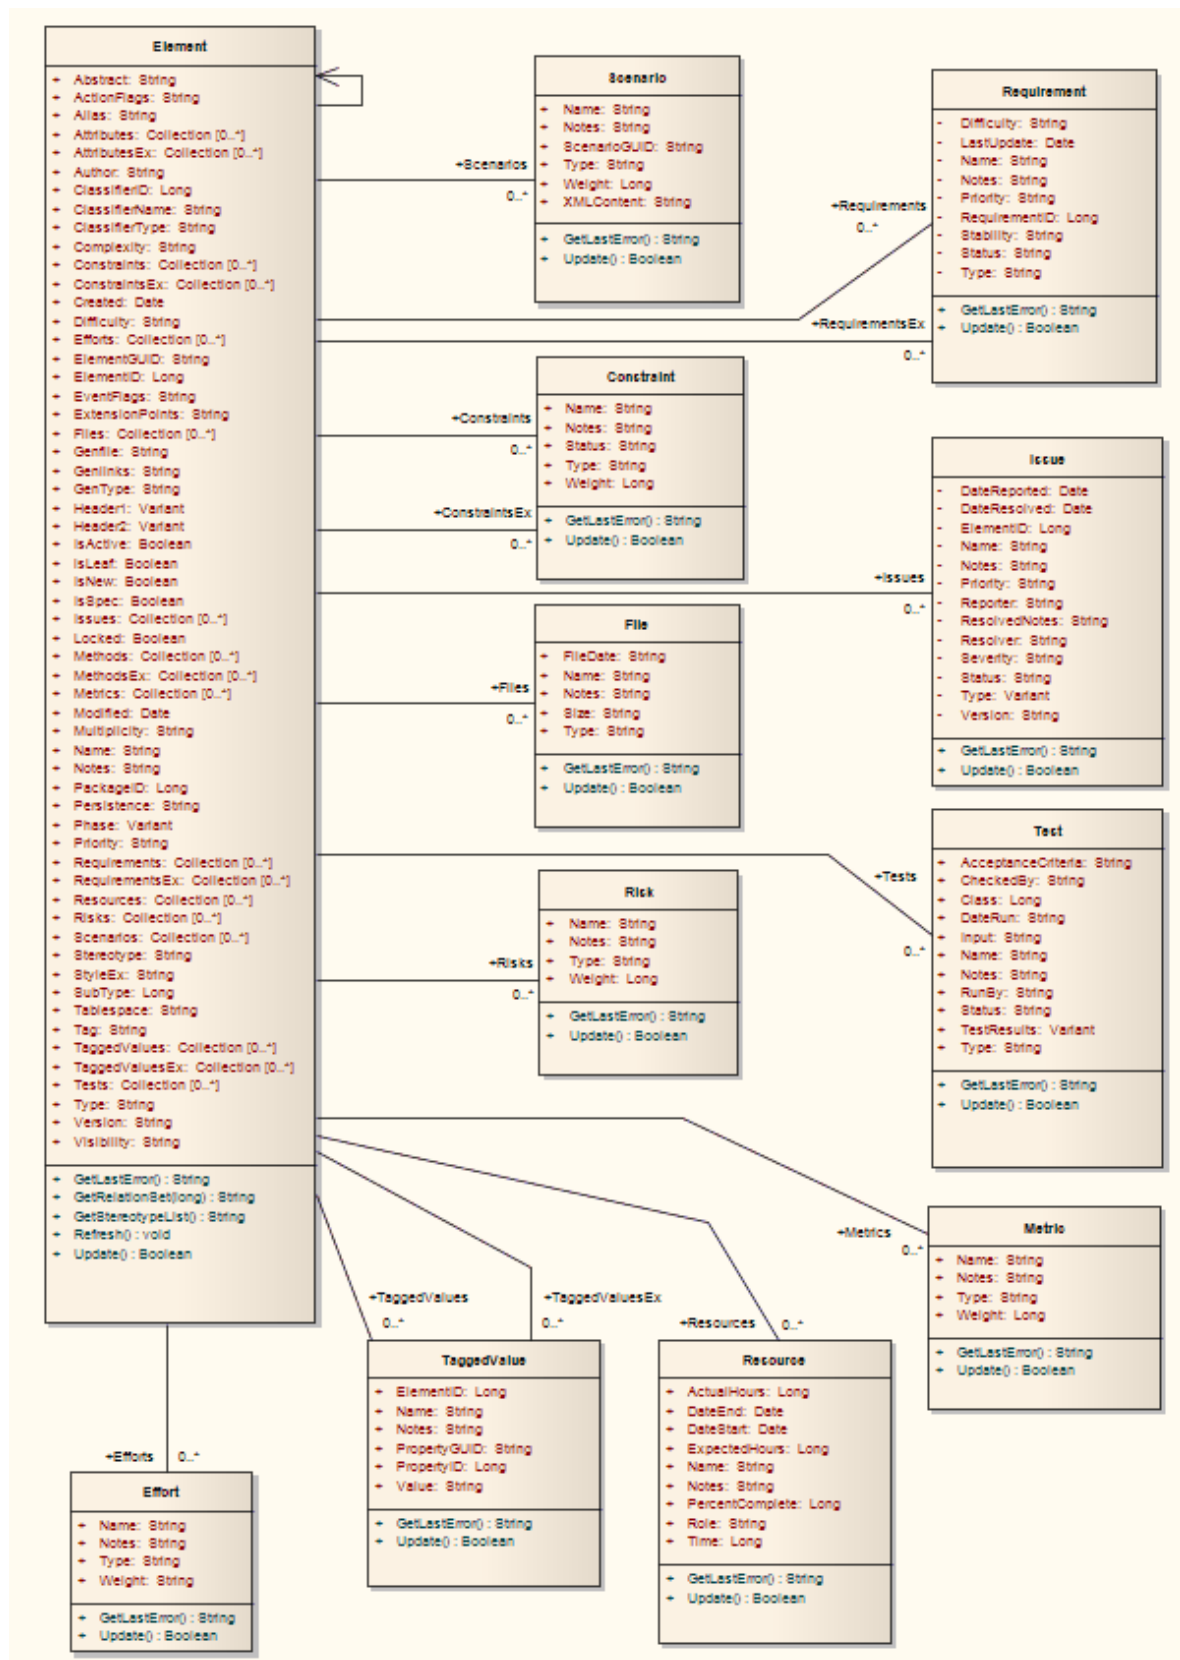 Element
+ Abstract: String
+ ActionFlags: String
+ Alias: String
+ Attributes: Collection [0..*]
+ AttributesEx: Collection [0..*]
+ Author: String
+ ClassifierID: Long
+ ClassifierName: String
+ ClassifierType: String
+ Complexity: String
+ Constraints: Collection [0..*]
+ ConstraintsEx: Collection [0..*]
+ Created: Date
+ Difficulty: String
+ Efforts: Collection [0..*]
+ ElementGUID: String
+ ElementID: Long
+ EventFlags: String
+ ExtensionPoints: String
+ Files: Collection [0..*]
+ Genfile: String
+ Genlinks: String
+ GenType: String
+ Header1: Variant
+ Header2: Variant
+ IsActive: Boolean
+ IsLeaf: Boolean
+ IsNew: Boolean
+ IsSpec: Boolean
+ Issues: Collection [0..*]
+ Locked: Boolean
+ Methods: Collection [0..*]
+ MethodsEx: Collection [0..*]
+ Metrics: Collection [0..*]
+ Modified: Date
+ Multiplicity: String
+ Name: String
+ Notes: String
+ PackageID: Long
+ Persistence: String
+ Phase: Variant
+ Priority: String
+ Requirements: Collection [0..*]
+ RequirementsEx: Collection [0..*]
+ Resources: Collection [0..*]
+ Risks: Collection [0..*]
+ Scenarios: Collection [0..*]
+ Stereotype: String
+ StyleEx: String
+ SubType: Long
+ Tablespace: String
+ Tag: String
+ TaggedValues: Collection [0..*]
+ TaggedValuesEx: Collection [0..*]
+ Tests: Collection [0..*]
+ Type: String
+ Version: String
+ Visibility: String
+ GetLastError() : String
+ GetRelationSet(long) : String
+ GetStereotypeList() : String
+ Refresh() : void
+ Update() : Boolean
+Scenarios
0..*
Scenario
+ Name: String
+ Notes: String
+ ScenarioGUID: String
+ Type: String
+ Weight: Long
+ XMLContent: String
+ GetLastError() : String
+ Update() : Boolean
+Requirements
0..*
+RequirementsEx
0..*
Requirement
- Difficulty: String
- LastUpdate: Date
- Name: String
- Notes: String
- Priority: String
- RequirementID: Long
- Stability: String
- Status: String
- Type: String
+ GetLastError() : String
+ Update() : Boolean
+Constraints
0..*
+ConstraintsEx
0..*
Constraint
+ Name: String
+ Notes: String
+ Status: String
+ Type: String
+ Weight: Long
+ GetLastError() : String
+ Update() : Boolean
+Issues
0..*
Issue
- DateReported: Date
- DateResolved: Date
- ElementID: Long
- Name: String
- Notes: String
- Priority: String
- Reporter: String
- ResolvedNotes: String
- Resolver: String
- Severity: String
- Status: String
- Type: Variant
- Version: String
+ GetLastError() : String
+ Update() : Boolean
+Files
0..*
File
+ FileDate: String
+ Name: String
+ Notes: String
+ Size: String
+ Type: String
+ GetLastError() : String
+ Update() : Boolean
+Tests
0..*
Test
+ AcceptanceCriteria: String
+ CheckedBy: String
+ Class: Long
+ DateRun: String
+ Input: String
+ Name: String
+ Notes: String
+ RunBy: String
+ Status: String
+ TestResults: Variant
+ Type: String
+ GetLastError() : String
+ Update() : Boolean
+Risks
0..*
Risk
+ Name: String
+ Notes: String
+ Type: String
+ Weight: Long
+ GetLastError() : String
+ Update() : Boolean
+Metrics
0..*
Metric
+ Name: String
+ Notes: String
+ Type: String
+ Weight: Long
+ GetLastError() : String
+ Update() : Boolean
+TaggedValues
0..*
+TaggedValuesEx
0..*
TaggedValue
+ ElementID: Long
+ Name: String
+ Notes: String
+ PropertyGUID: String
+ PropertyID: Long
+ Value: String
+ GetLastError() : String
+ Update() : Boolean
+Resources
0..*
Resource
+ ActualHours: Long
+ DateEnd: Date
+ DateStart: Date
+ ExpectedHours: Long
+ Name: String
+ Notes: String
+ PercentComplete: Long
+ Role: String
+ Time: Long
+ GetLastError() : String
+ Update() : Boolean
+Efforts
0..*
Effort
+ Name: String
+ Notes: String
+ Type: String
+ Weight: String
+ GetLastError() : String
+ Update() : Boolean